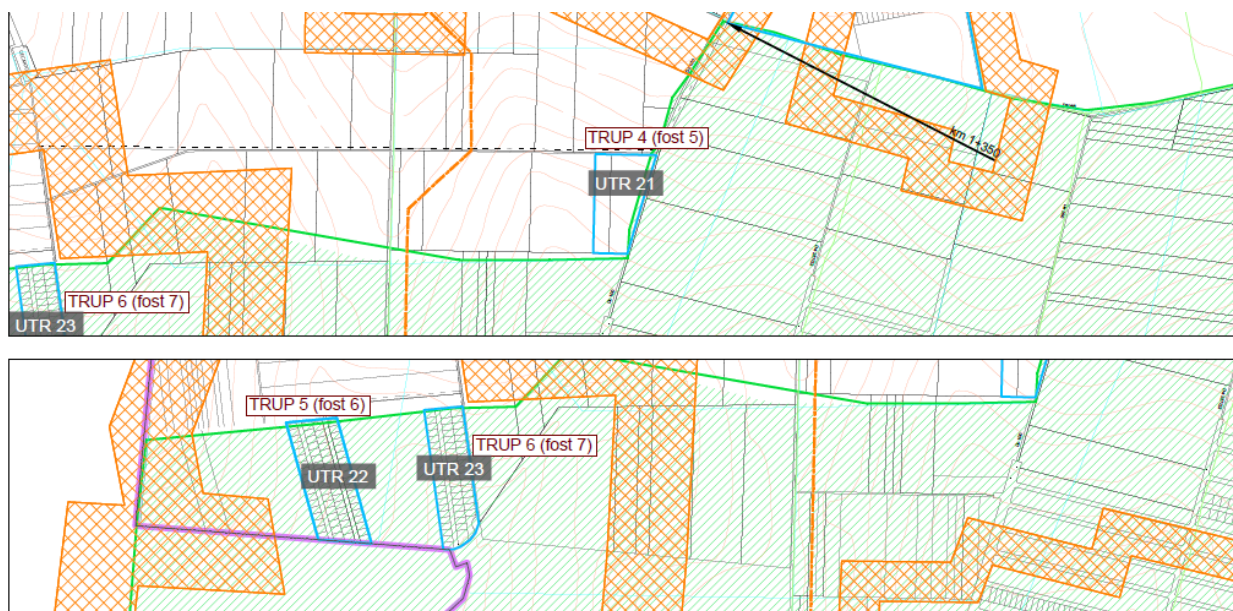 TRUP 4 (fost 5)
km 1+350
UTR 21
TRUP 6 (fost 7)
UTR 23
TRUP 5 (fost 6)
TRUP 6 (fost 7)
UTR 23
UTR 22